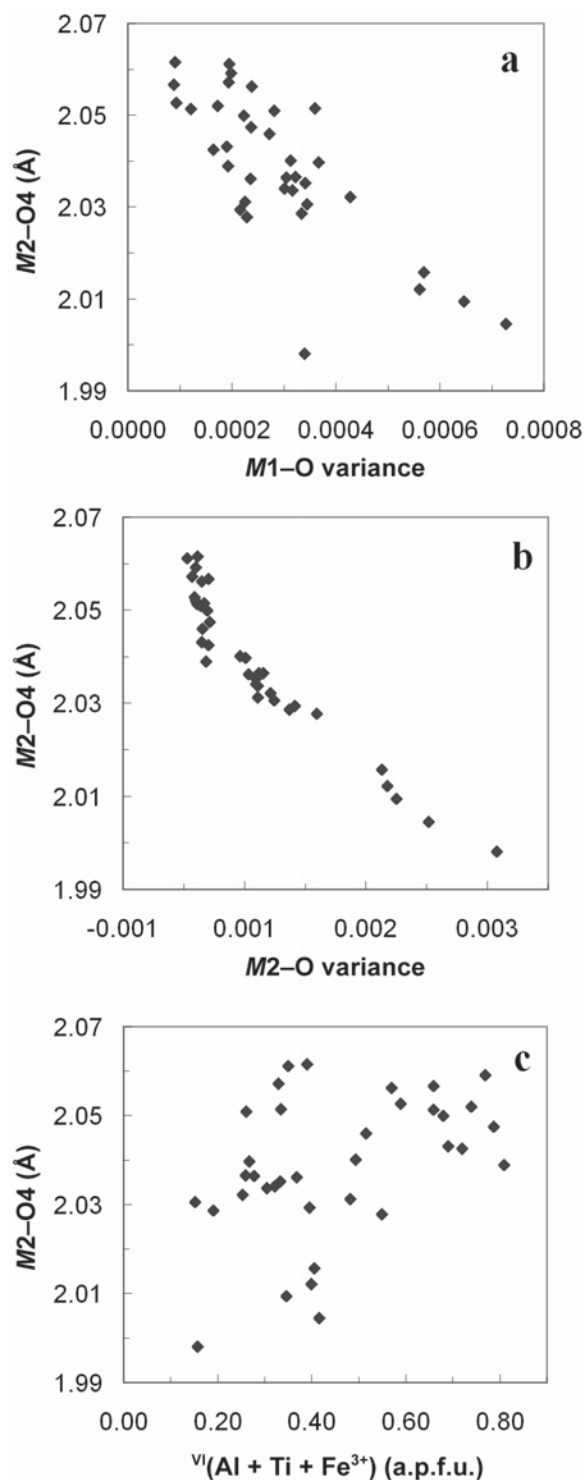 2.07
a
2.05
2.03
2.01
1.99
M2–O4 (Å)
0.0000 0.0002 0.0004 0.0006 0.0008
M1–O variance
2.07
b
2.05
2.03
2.01
1.99
M2–O4 (Å)
-0.001 0.001 0.002 0.003
M2–O variance
2.07
c
2.05
2.03
2.01
1.99
M2–O4 (Å)
0.00 0.20 0.40 0.60 0.80
ⱽᴵ(Al + Ti + Fe³⁺) (a.p.f.u.)